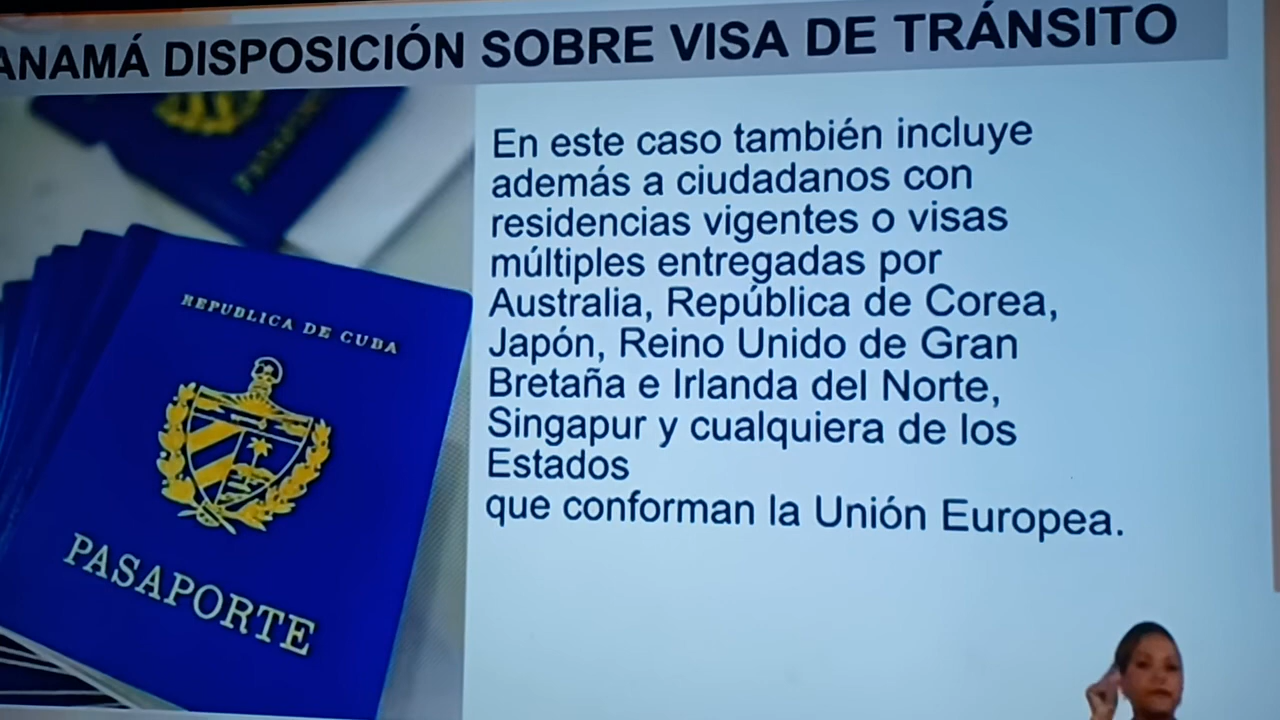 ANAMÁ DISPOSICIÓN SOBRE VISA DE TRÁNSITO
En este caso también incluye
además a ciudadanos con
residencias vigentes o visas
múltiples entregadas por
Australia, República de Corea,
Japón, Reino Unido de Gran
Bretaña e Irlanda del Norte,
Singapur y cualquiera de los
Estados
que conforman la Unión Europea.
PASAPORTE
REPUBLICA DE CUBA
PASAPORTE